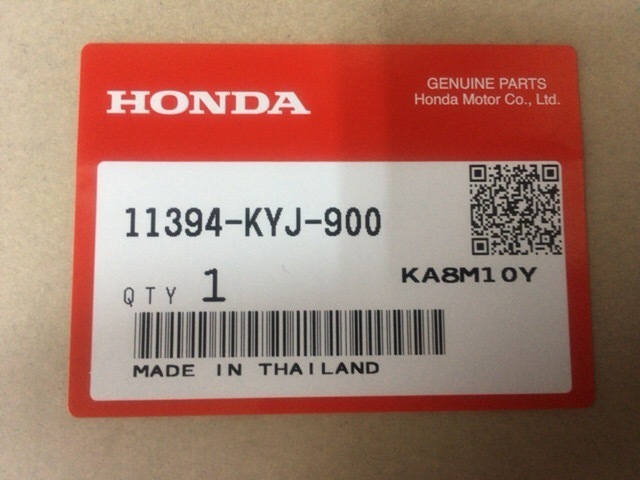 HONDA
GENUINE PARTS
Honda Motor Co., Ltd.
11394-KYJ-900
KA8M10Y
QTY 1
MADE IN THAILAND